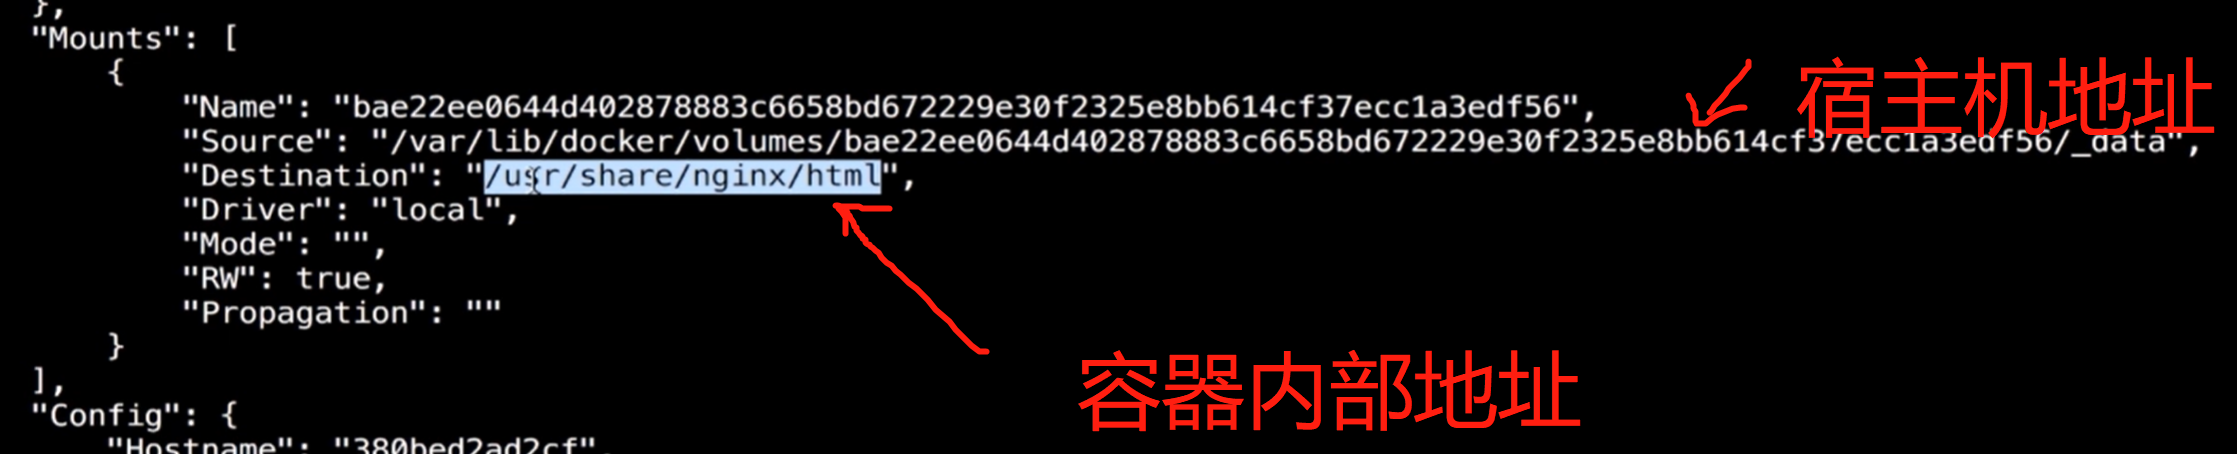 },
"Mounts": [
{
"Name": "bae22ee0644d402878883c6658bd672229e30f2325e8bb614cf37ecc1a3edf56",
宿主机地址
"Source": "/var/lib/docker/volumes/bae22ee0644d402878883c6658bd672229e30f2325e8bb614cf37ecc1a3edf56/_data",
"Destination": "/usr/share/nginx/html",
"Driver": "local",
"Mode": "",
"RW": true,
"Propagation": ""
}
容器内部地址
],
"Config": {
"Hostname": "380bed2ad2cf",